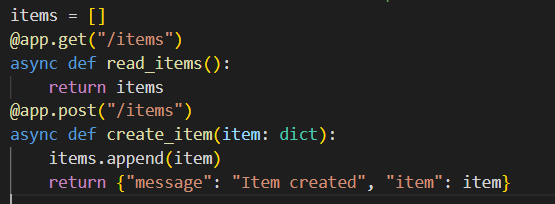 items = []
@app.get("/items")
async def read_items():
    return items
@app.post("/items")
async def create_item(item: dict):
    items.append(item)
    return {"message": "Item created", "item": item}